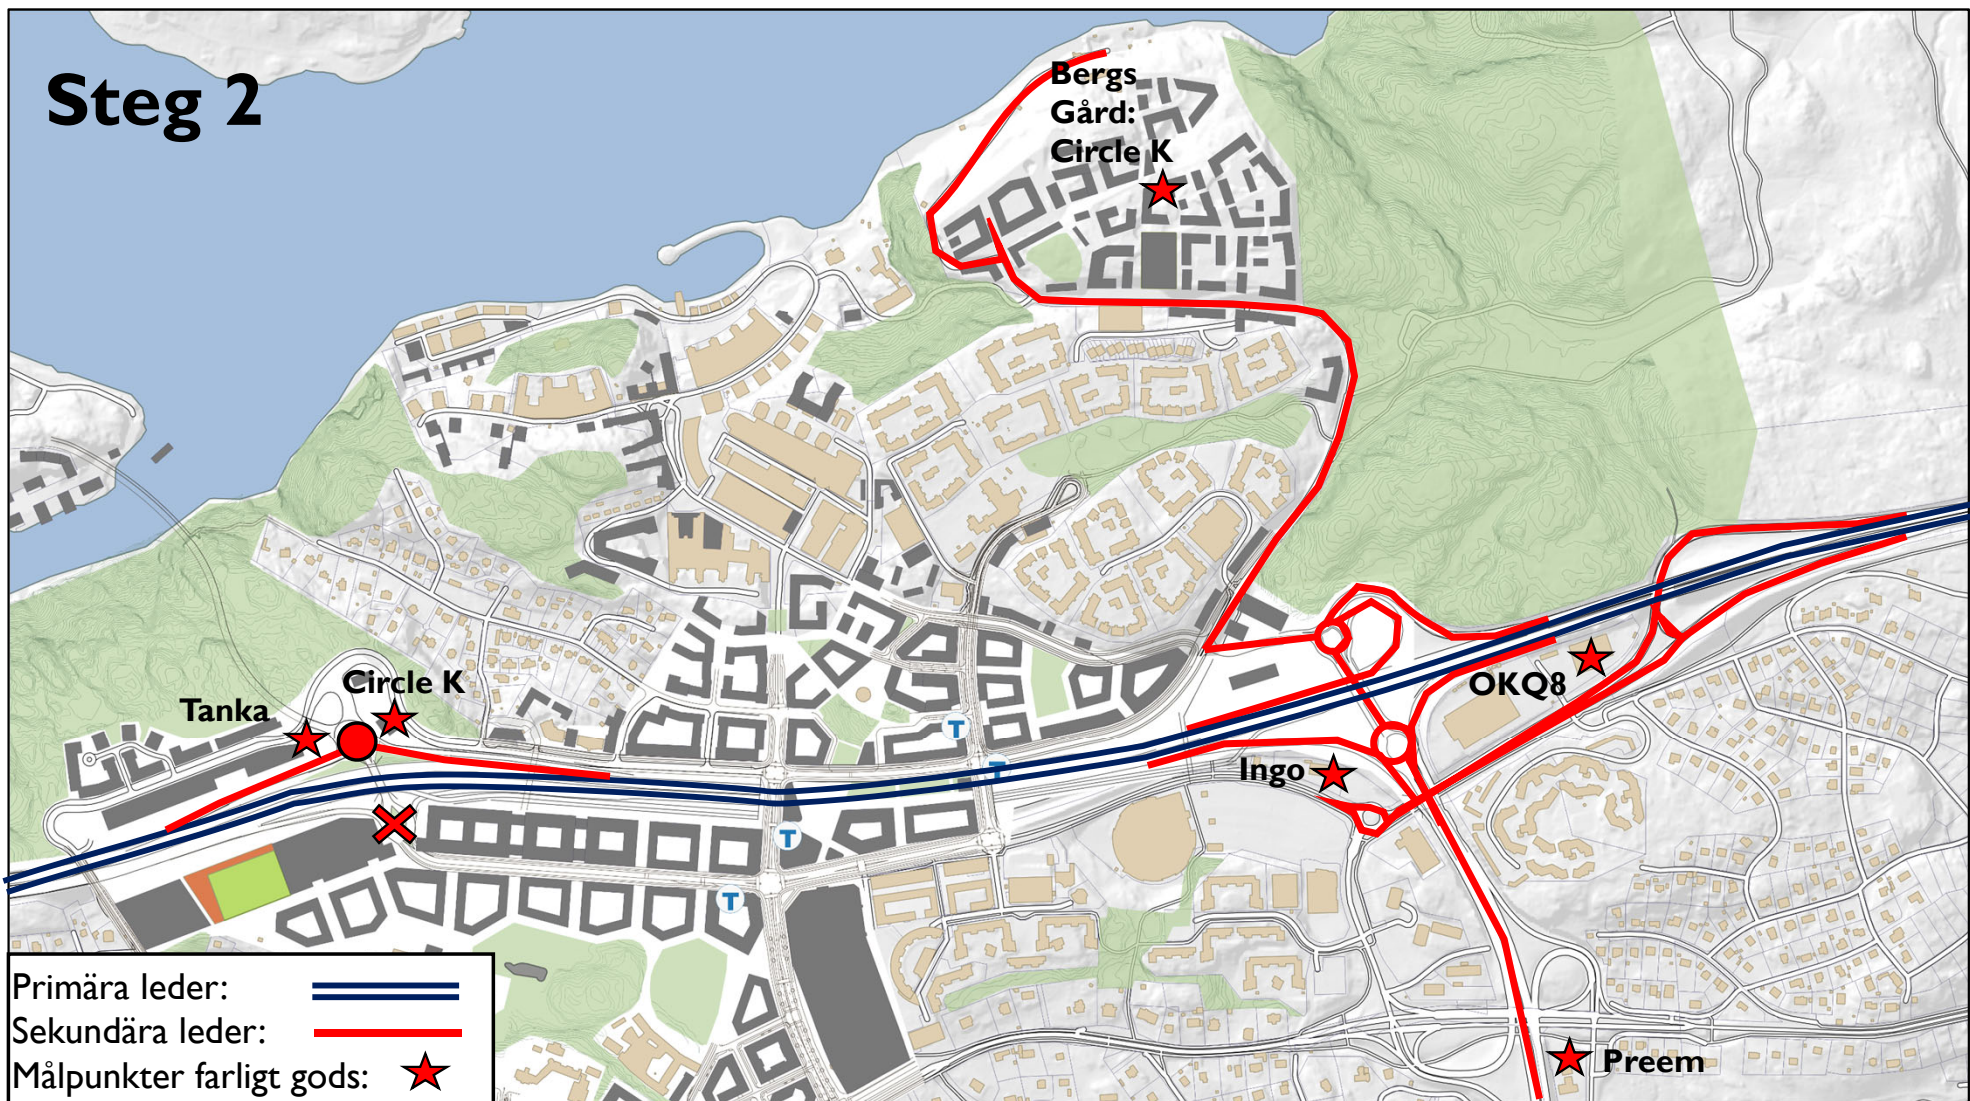 Steg 2
Bergs
Gård:
Circle K
Circle K
Tanka
OKQ8
T
T
Ingo
T
T
Primära leder:
Sekundära leder:
Målpunkter farligt gods:
Preem